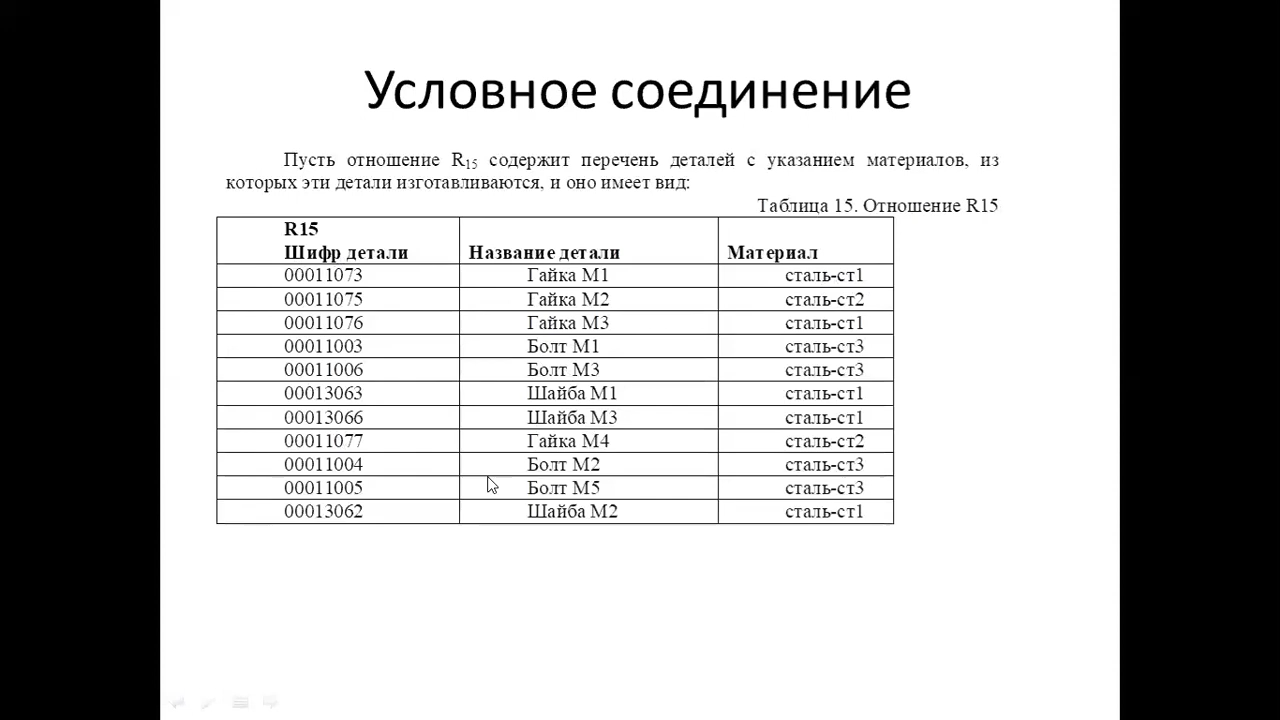 Условное соединение
Пусть отношение R15 содержит перечень деталей с указанием материалов, из
которых эти детали изготавливаются, и оно имеет вид:
Таблица 15. Отношение R15
R15
Шифр детали Название детали Материал
00011073 Гайка М1 сталь-ст1
00011075 Гайка М2 сталь-ст2
00011076 Гайка М3 сталь-ст1
00011003 Болт М1 сталь-ст3
00011006 Болт М3 сталь-ст3
00013063 Шайба М1 сталь-ст1
00013066 Шайба М3 сталь-ст1
00011077 Гайка М4 сталь-ст2
00011004 Болт М2 сталь-ст3
00011005 Болт М5 сталь-ст3
00013062 Шайба М2 сталь-ст1